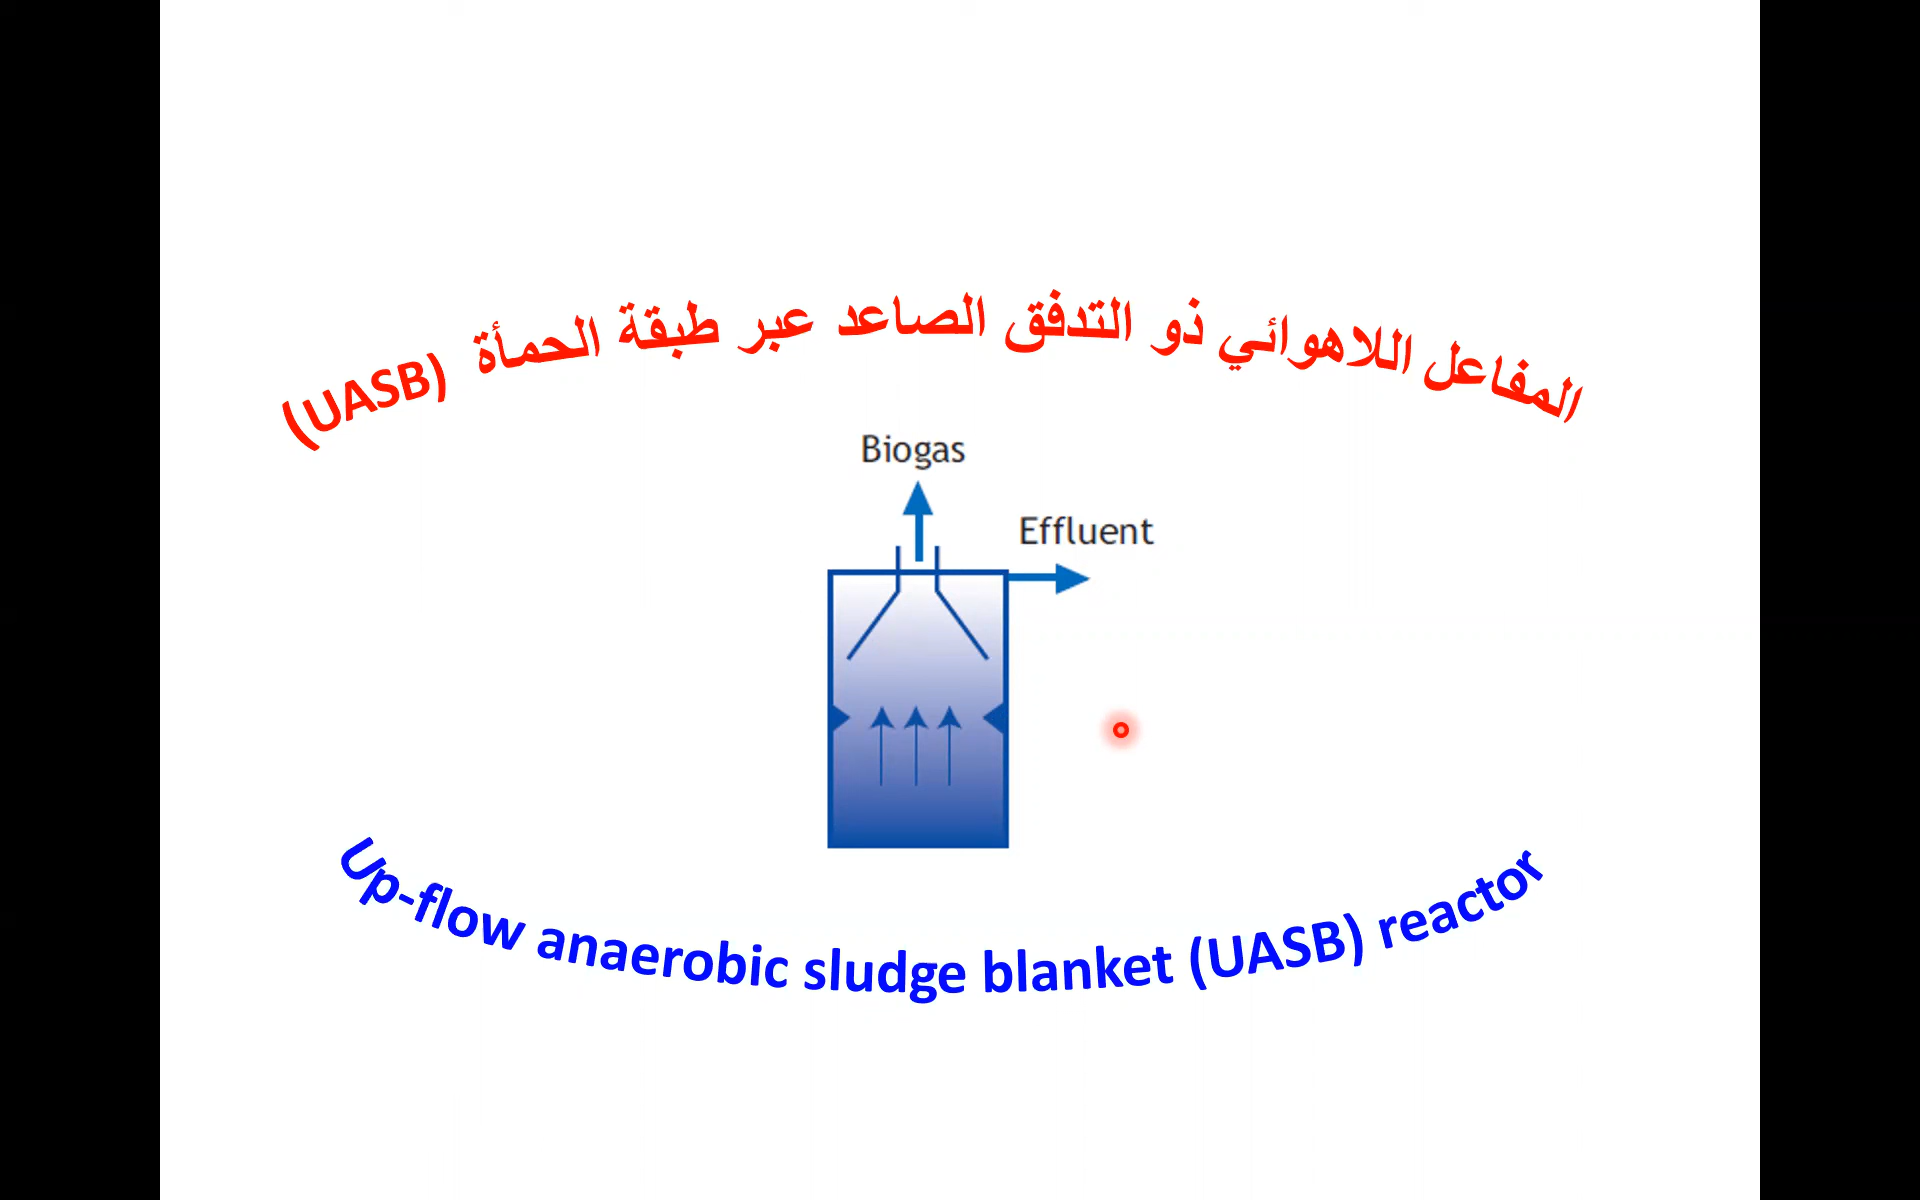 المفاعل اللاهوائي ذو التدفق الصاعد عبر طبقة الحمأة (UASB)
Biogas
Effluent
Up-flow anaerobic sludge blanket (UASB) reactor